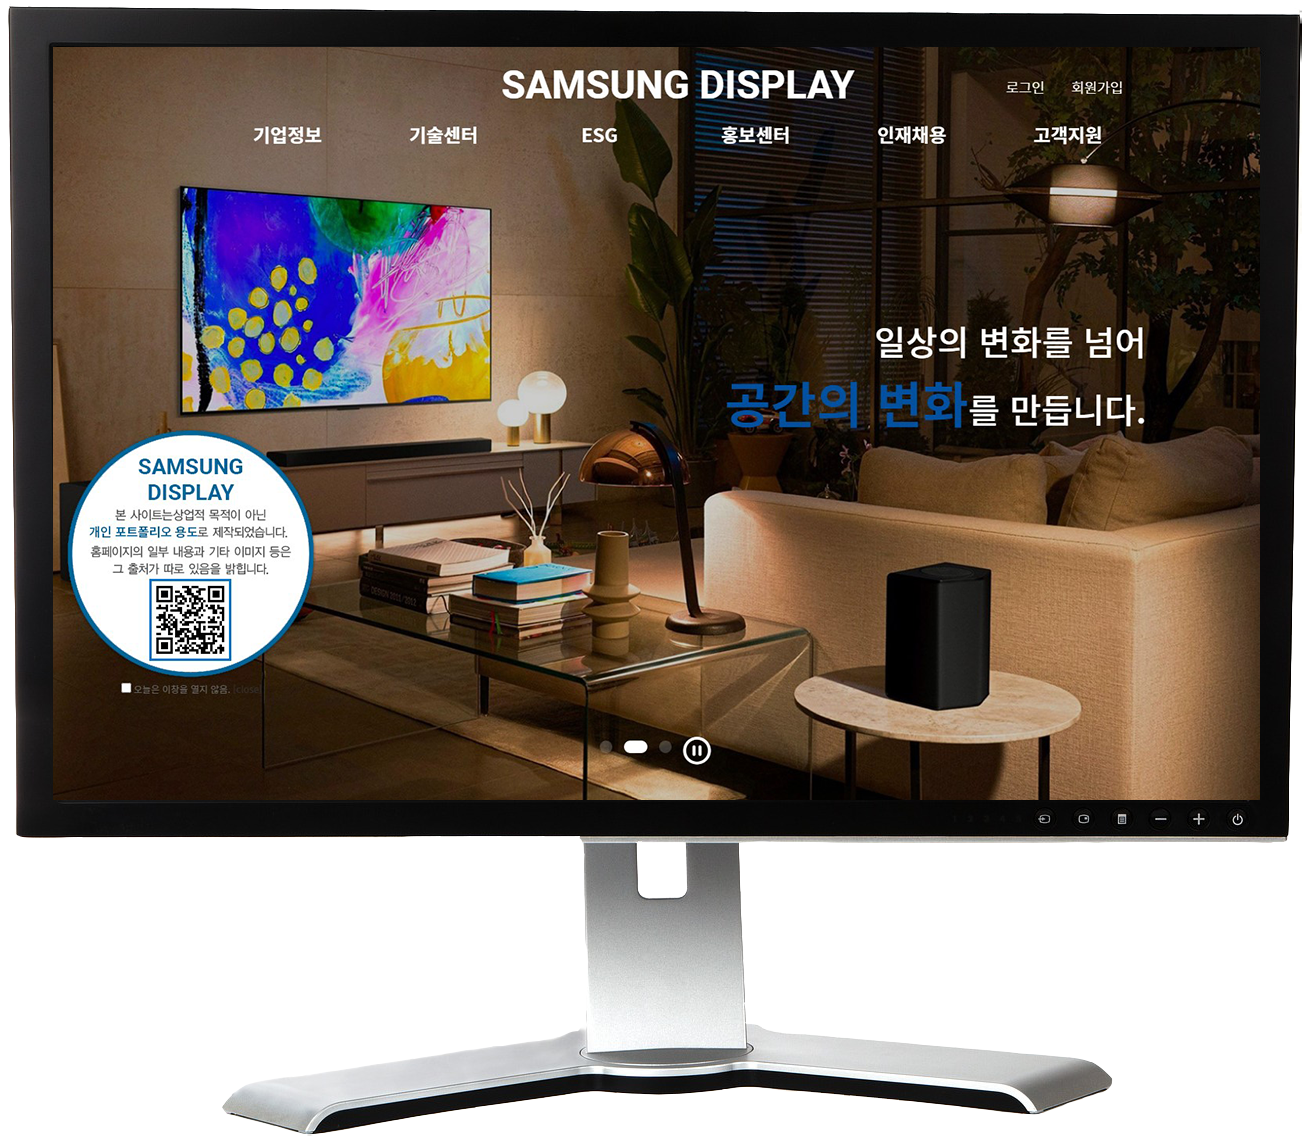 SAMSUNG DISPLAY
로그인 회원가입
기업정보 기술센터 ESG 홍보센터 인재채용 고객지원
일상의 변화를 넘어
공간의 변화를 만듭니다.
SAMSUNG
DISPLAY
본 사이트는상업적 목적이 아닌
개인 포트폴리오 용도로 제작되었습니다.
홈페이지의 일부 내용과 기타 이미지 등은
그 출처가 따로 있음을 밝힙니다.
오늘은 이창을 열지 않음. [close]
DESIGN 2011/2012